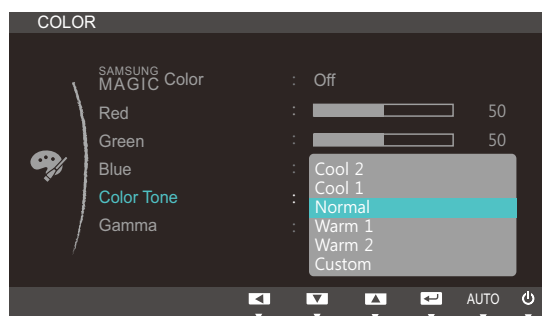 COLOR
SAMSUNG MAGIC Color : Off
Red : 50
Green : 50
Blue :
Color Tone :
Gamma :
Cool 2
Cool 1
Normal
Warm 1
Warm 2
Custom
AUTO